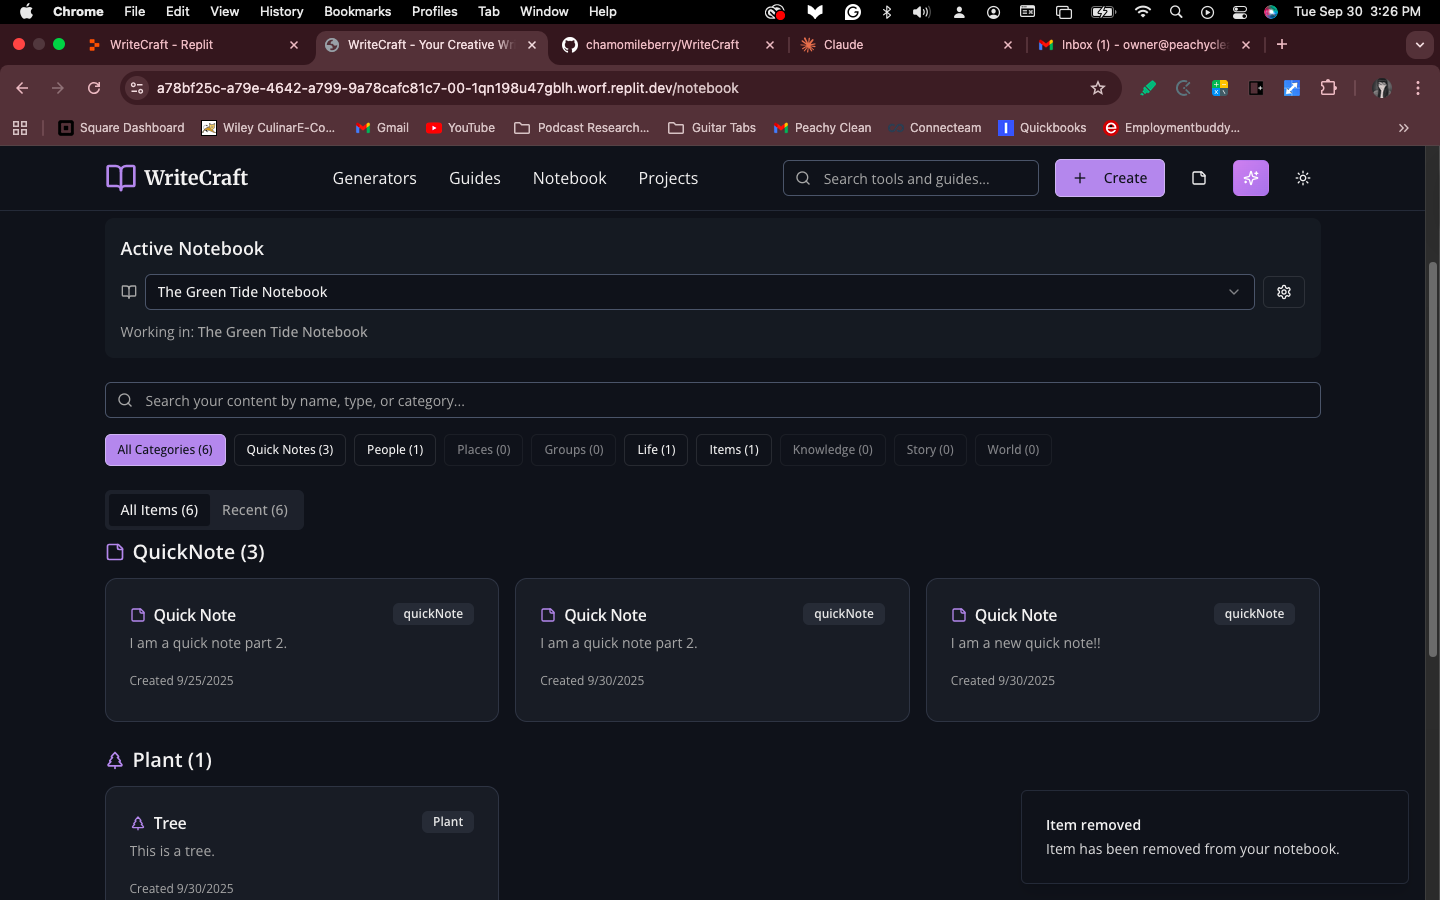 Chrome File Edit View History Bookmarks Profiles Tab Window Help Tue Sep 30 3:26 PM
WriteCraft - Replit WriteCraft - Your Creative Wr chamomileberry/WriteCraft Claude Inbox (1) - owner@peachycle
a78bf25c-a79e-4642-a799-9a78cafc81c7-00-1qn198u47gblh.worf.replit.dev/notebook
Square Dashboard Wiley CulinarE-Co... Gmail YouTube Podcast Research... Guitar Tabs Peachy Clean Connecteam Quickbooks Employmentbuddy...
WriteCraft Generators Guides Notebook Projects Search tools and guides... Create
Active Notebook
The Green Tide Notebook
Working in: The Green Tide Notebook
Search your content by name, type, or category...
All Categories (6) Quick Notes (3) People (1) Places (0) Groups (0) Life (1) Items (1) Knowledge (0) Story (0) World (0)
All Items (6) Recent (6)
QuickNote (3)
Quick Note quickNote
I am a quick note part 2.
Created 9/25/2025
Quick Note quickNote
I am a quick note part 2.
Created 9/30/2025
Quick Note quickNote
I am a new quick note!!
Created 9/30/2025
Plant (1)
Tree Plant
This is a tree.
Created 9/30/2025
Item removed
Item has been removed from your notebook.